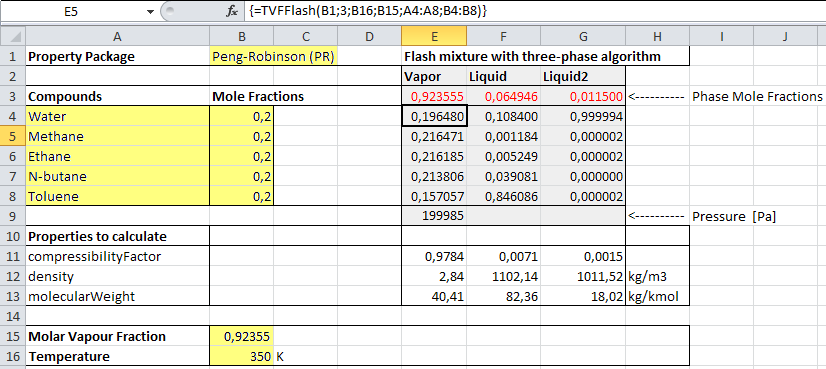 E5 fx {=TVFFlash(B1;3;B16;B15;A4:A8;B4:B8)}
A B C D E F G H I J
1 Property Package Peng-Robinson (PR) Flash mixture with three-phase algorithm
2 Vapor Liquid Liquid2
3 Compounds Mole Fractions 0,923555 0,064946 0,011500 <---------- Phase Mole Fractions
4 Water 0,2 0,196480 0,108400 0,999994
5 Methane 0,2 0,216471 0,001184 0,000002
6 Ethane 0,2 0,216185 0,005249 0,000002
7 N-butane 0,2 0,213806 0,039081 0,000000
8 Toluene 0,2 0,157057 0,846086 0,000002
9 199985 <---------- Pressure [Pa]
10 Properties to calculate
11 compressibilityFactor 0,9784 0,0071 0,0015
12 density 2,84 1102,14 1011,52 kg/m3
13 molecularWeight 40,41 82,36 18,02 kg/kmol
14
15 Molar Vapour Fraction 0,92355
16 Temperature 350 K